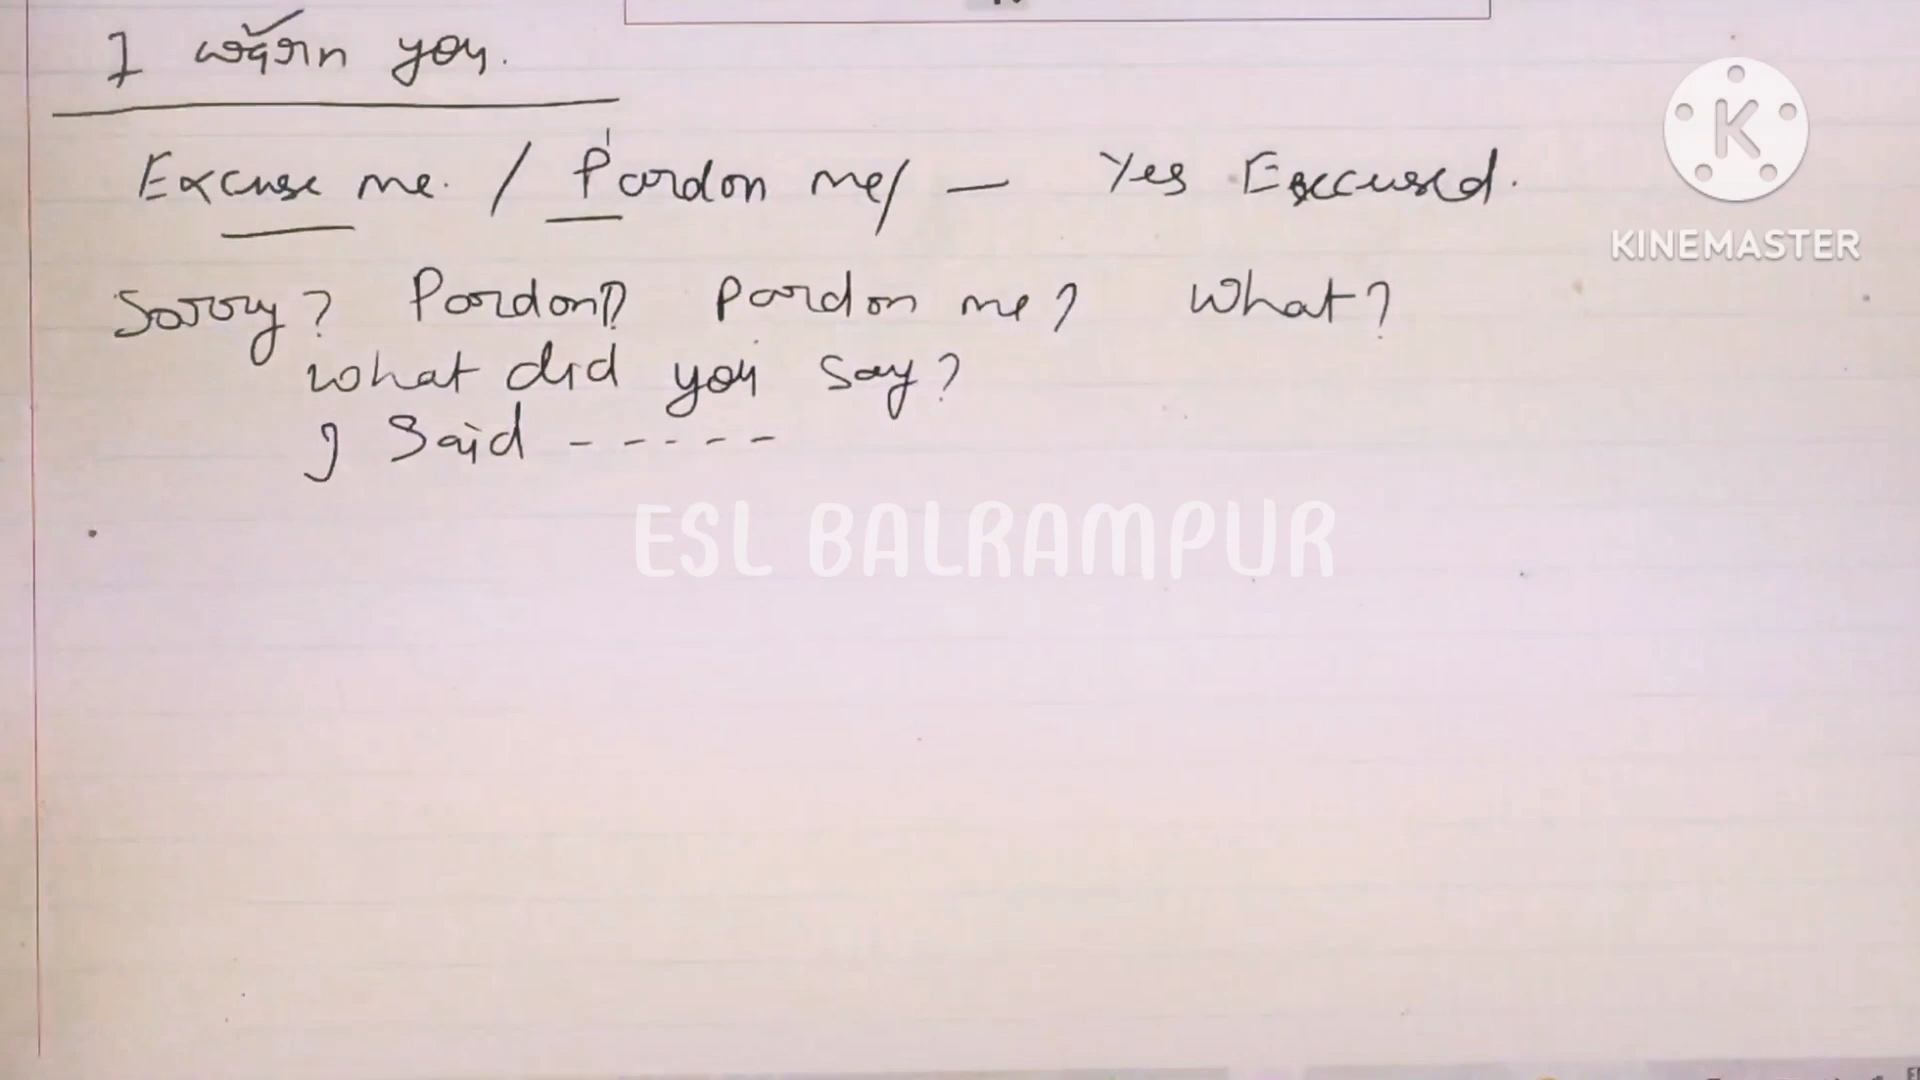 I warn you.
Excuse me. / Pardon me/ — Yes Excused.
Sorry? Pardon? Pardon me? What?
What did you say?
I said -----
KINEMASTER
ESL BALRAMPUR